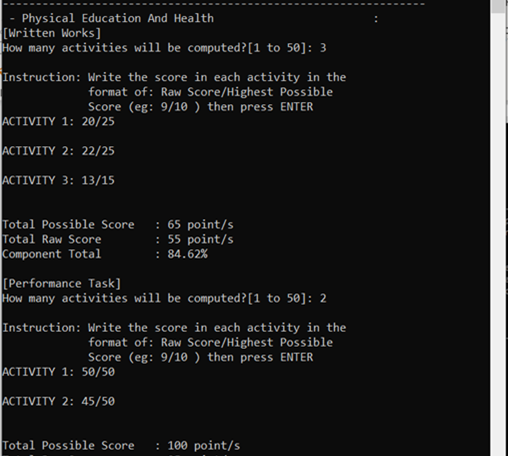 ------------------------------------------------------------
- Physical Education And Health :
[Written Works]
How many activities will be computed?[1 to 50]: 3
Instruction: Write the score in each activity in the
format of: Raw Score/Highest Possible
Score (eg: 9/10 ) then press ENTER
ACTIVITY 1: 20/25
ACTIVITY 2: 22/25
ACTIVITY 3: 13/15
Total Possible Score : 65 point/s
Total Raw Score : 55 point/s
Component Total : 84.62%
[Performance Task]
How many activities will be computed?[1 to 50]: 2
Instruction: Write the score in each activity in the
format of: Raw Score/Highest Possible
Score (eg: 9/10 ) then press ENTER
ACTIVITY 1: 50/50
ACTIVITY 2: 45/50
Total Possible Score : 100 point/s